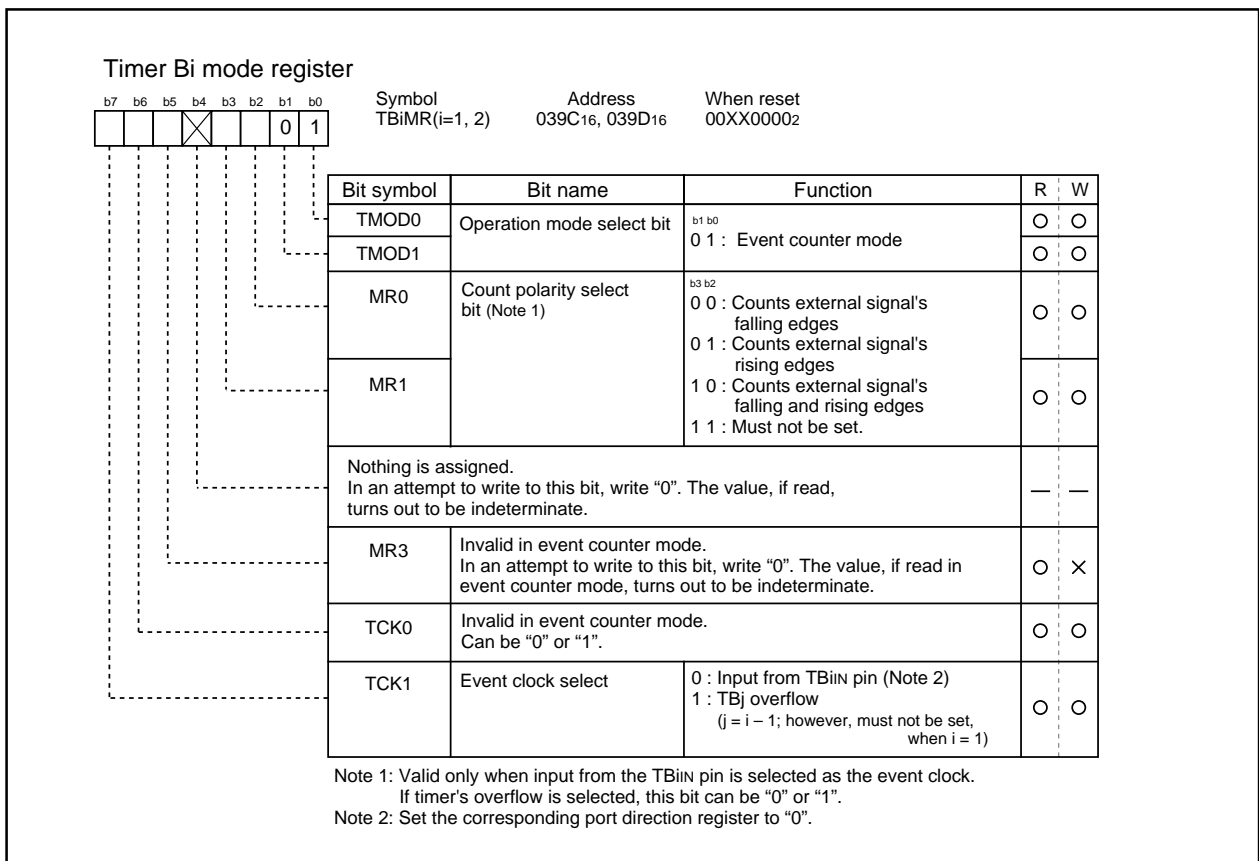 Timer Bi mode register
b7 b6 b5 b4 b3 b2 b1 b0
0 1
Symbol Address When reset
TBiMR(i=1, 2) 039C16, 039D16 00XX00002
Bit symbol Bit name Function R W
TMOD0 Operation mode select bit b1 b0
0 1 : Event counter mode
TMOD1
MR0 Count polarity select
bit (Note 1)
b3 b2
0 0 : Counts external signal's
falling edges
0 1 : Counts external signal's
rising edges
MR1
1 0 : Counts external signal's
falling and rising edges
1 1 : Must not be set.
Nothing is assigned.
In an attempt to write to this bit, write “0”. The value, if read,
turns out to be indeterminate.
MR3 Invalid in event counter mode.
In an attempt to write to this bit, write “0”. The value, if read in
event counter mode, turns out to be indeterminate.
TCK0 Invalid in event counter mode.
Can be “0” or “1”.
TCK1 Event clock select 0 : Input from TBiIN pin (Note 2)
1 : TBj overflow
(j = i – 1; however, must not be set,
when i = 1)
Note 1: Valid only when input from the TBiIN pin is selected as the event clock.
If timer's overflow is selected, this bit can be “0” or “1”.
Note 2: Set the corresponding port direction register to “0”.